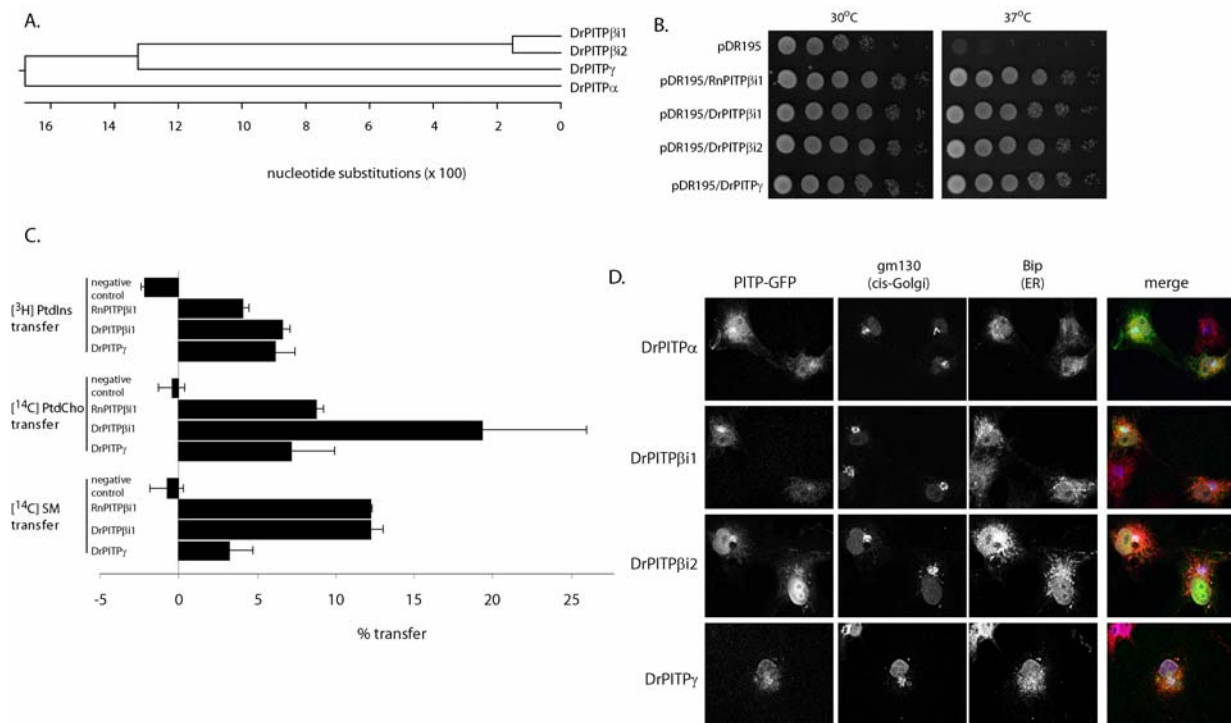 A.
DrPITPβi1
DrPITPβi2
DrPITPγ
DrPITPα
16 14 12 10 8 6 4 2 0
nucleotide substitutions (x 100)
B.
30°C 37°C
pDR195
pDR195/RnPITPβi1
pDR195/DrPITPβi1
pDR195/DrPITPβi2
pDR195/DrPITPγ
C.
[³H] PtdIns
transfer
negative
control
RnPITPβi1
DrPITPβi1
DrPITPγ
[¹⁴C] PtdCho
transfer
negative
control
RnPITPβi1
DrPITPβi1
DrPITPγ
[¹⁴C] SM
transfer
negative
control
RnPITPβi1
DrPITPβi1
DrPITPγ
-5 0 5 10 15 20 25
% transfer
D.
PITP-GFP
gm130
(cis-Golgi)
Bip
(ER)
merge
DrPITPα
DrPITPβi1
DrPITPβi2
DrPITPγ